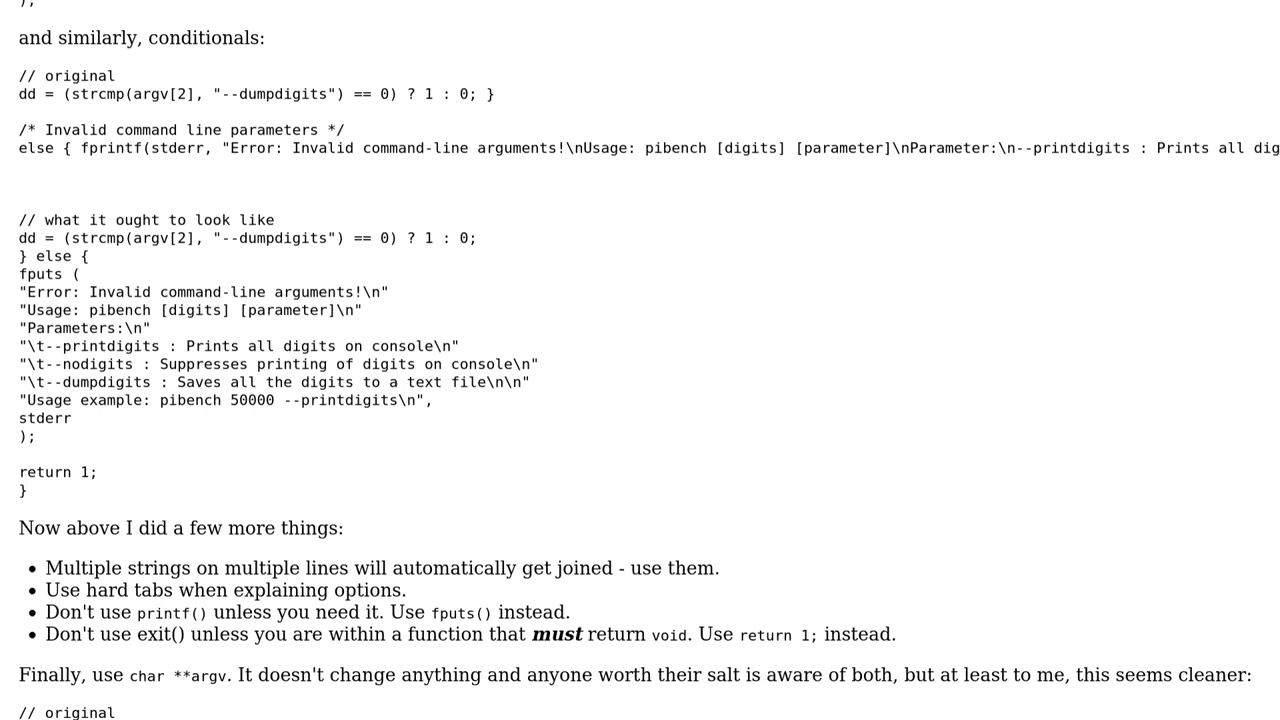 );
and similarly, conditionals:
// original
dd = (strcmp(argv[2], "--dumpdigits") == 0) ? 1 : 0; }
/* Invalid command line parameters */
else { fprintf(stderr, "Error: Invalid command-line arguments!\nUsage: pibench [digits] [parameter]\nParameter:\n--printdigits : Prints all dig
// what it ought to look like
dd = (strcmp(argv[2], "--dumpdigits") == 0) ? 1 : 0;
} else {
fputs (
"Error: Invalid command-line arguments!\n"
"Usage: pibench [digits] [parameter]\n"
"Parameters:\n"
"\t--printdigits : Prints all digits on console\n"
"\t--nodigits : Suppresses printing of digits on console\n"
"\t--dumpdigits : Saves all the digits to a text file\n\n"
"Usage example: pibench 50000 --printdigits\n",
stderr
);
return 1;
}
Now above I did a few more things:
• Multiple strings on multiple lines will automatically get joined - use them.
• Use hard tabs when explaining options.
• Don't use printf() unless you need it. Use fputs() instead.
• Don't use exit() unless you are within a function that must return void. Use return 1; instead.
Finally, use char **argv. It doesn't change anything and anyone worth their salt is aware of both, but at least to me, this seems cleaner:
// original